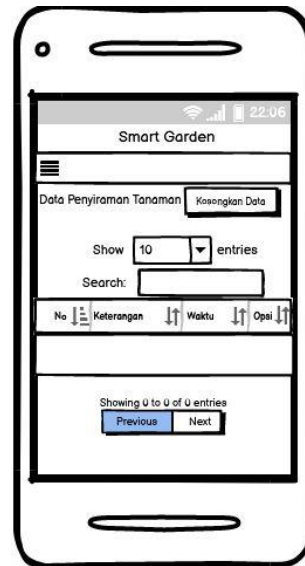 22:06
Smart Garden
Data Penyiraman Tanaman Kosongkan Data
Show 10 entries
Search:
No Keterangan Waktu Opsi
Showing 0 to 0 of 0 entries
Previous Next